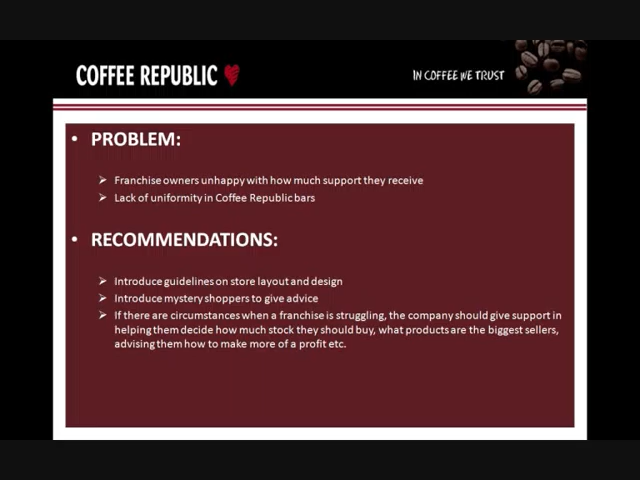 COFFEE REPUBLIC
IN COFFEE WE TRUST
• PROBLEM:
➢ Franchise owners unhappy with how much support they receive
➢ Lack of uniformity in Coffee Republic bars
• RECOMMENDATIONS:
➢ Introduce guidelines on store layout and design
➢ Introduce mystery shoppers to give advice
➢ If there are circumstances when a franchise is struggling, the company should give support in
helping them decide how much stock they should buy, what products are the biggest sellers,
advising them how to make more of a profit etc.